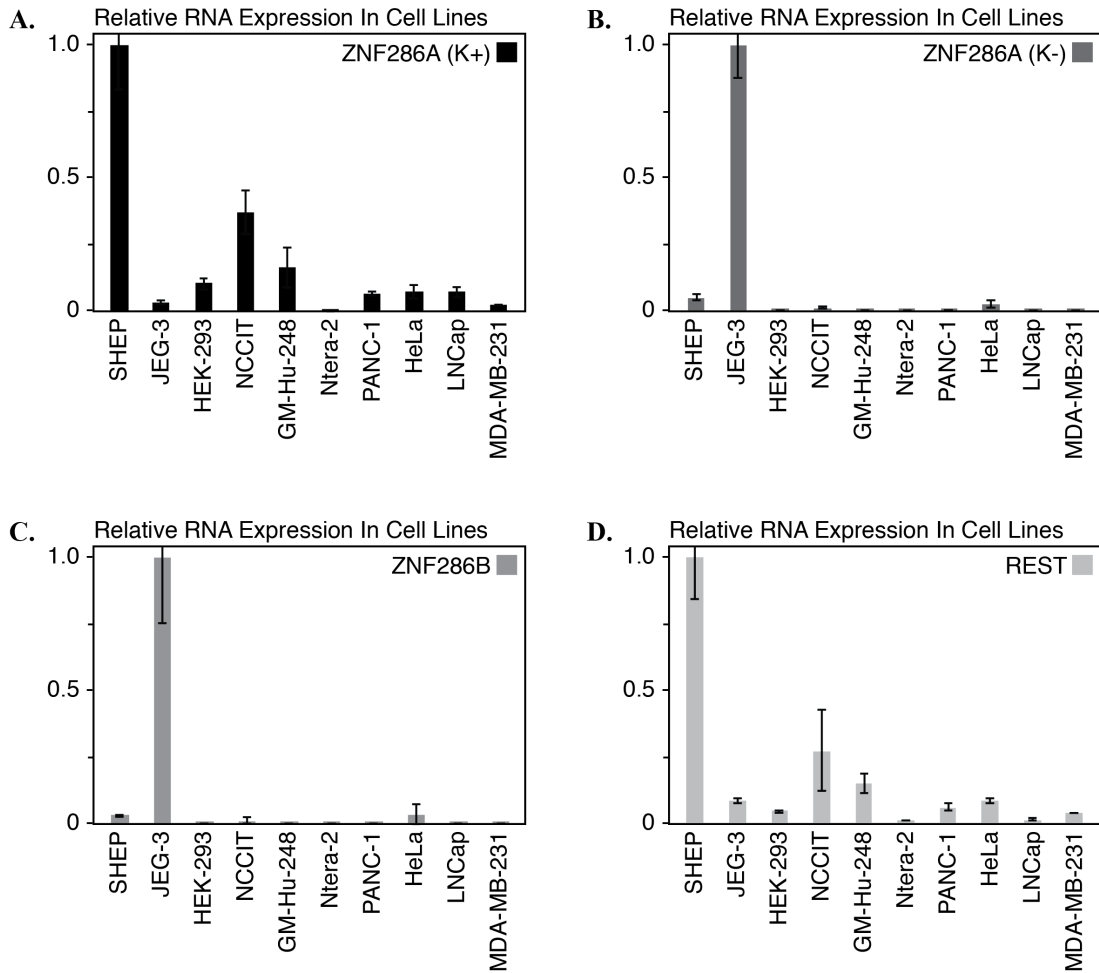 A.
Relative RNA Expression In Cell Lines
ZNF286A (K+)
1.0
0.5
0
SHEP
JEG-3
HEK-293
NCCIT
GM-Hu-248
Ntera-2
PANC-1
HeLa
LNCap
MDA-MB-231
B.
Relative RNA Expression In Cell Lines
ZNF286A (K-)
1.0
0.5
0
SHEP
JEG-3
HEK-293
NCCIT
GM-Hu-248
Ntera-2
PANC-1
HeLa
LNCap
MDA-MB-231
C.
Relative RNA Expression In Cell Lines
ZNF286B
1.0
0.5
0
SHEP
JEG-3
HEK-293
NCCIT
GM-Hu-248
Ntera-2
PANC-1
HeLa
LNCap
MDA-MB-231
D.
Relative RNA Expression In Cell Lines
REST
1.0
0.5
0
SHEP
JEG-3
HEK-293
NCCIT
GM-Hu-248
Ntera-2
PANC-1
HeLa
LNCap
MDA-MB-231